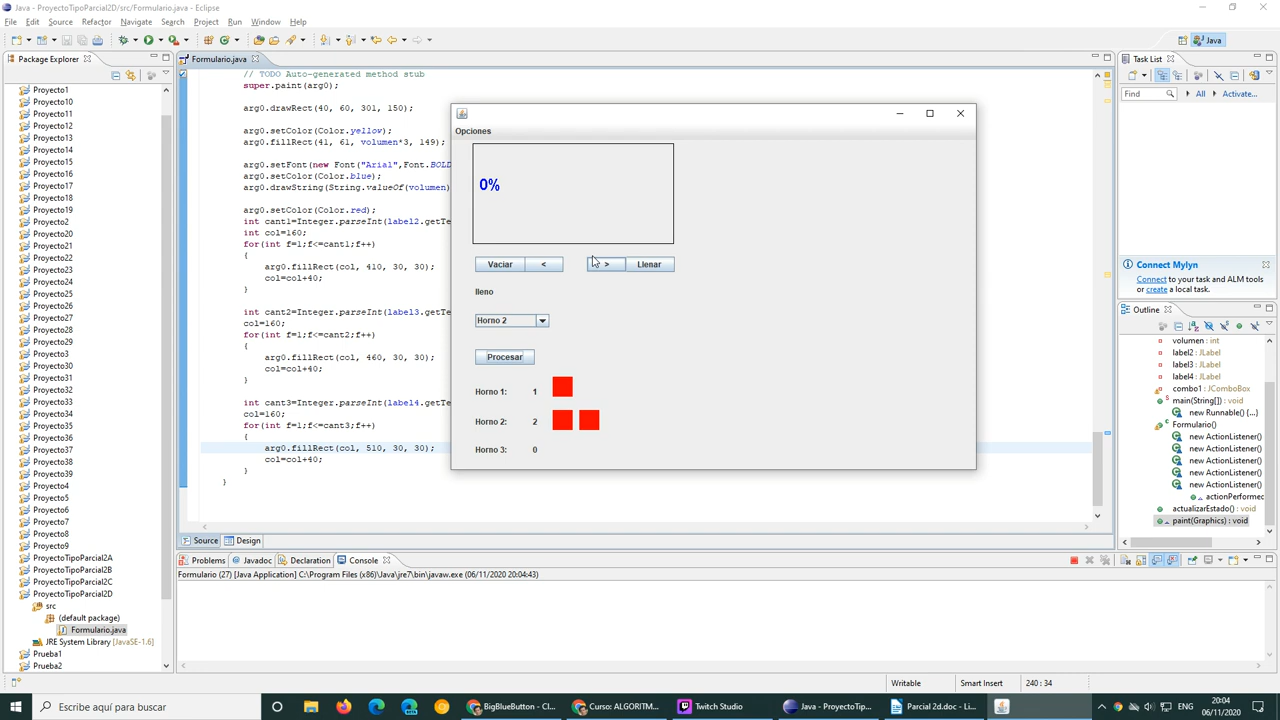 Java - ProyectoTipoParcial2D/src/Formulario.java - Eclipse
File Edit Source Refactor Navigate Search Project Run Window Help
Java
Package Explorer
Proyecto1
Proyecto10
Proyecto11
Proyecto12
Proyecto13
Proyecto14
Proyecto15
Proyecto16
Proyecto17
Proyecto18
Proyecto19
Proyecto2
Proyecto20
Proyecto21
Proyecto22
Proyecto23
Proyecto24
Proyecto25
Proyecto26
Proyecto27
Proyecto28
Proyecto29
Proyecto3
Proyecto30
Proyecto31
Proyecto32
Proyecto33
Proyecto34
Proyecto35
Proyecto36
Proyecto37
Proyecto38
Proyecto39
Proyecto4
Proyecto5
Proyecto6
Proyecto7
Proyecto8
Proyecto9
ProyectoTipoParcial2A
ProyectoTipoParcial2B
ProyectoTipoParcial2C
ProyectoTipoParcial2D
src
(default package)
Formulario.java
JRE System Library [JavaSE-1.6]
Prueba1
Prueba2
Formulario.java
// TODO Auto-generated method stub
super.paint(arg0);
arg0.drawRect(40, 60, 301, 150);
arg0.setColor(Color.yellow);
arg0.fillRect(41, 61, volumen*3, 149);
arg0.setFont(new Font("Arial",Font.BOLD
arg0.setColor(Color.blue);
arg0.drawString(String.valueOf(volumen)
arg0.setColor(Color.red);
int cant1=Integer.parseInt(label2.getTe
int col=160;
for(int f=1;f<=cant1;f++)
{
arg0.fillRect(col, 410, 30, 30);
col=col+40;
}
int cant2=Integer.parseInt(label3.getTe
col=160;
for(int f=1;f<=cant2;f++)
{
arg0.fillRect(col, 460, 30, 30);
col=col+40;
}
int cant3=Integer.parseInt(label4.getTe
col=160;
for(int f=1;f<=cant3;f++)
{
arg0.fillRect(col, 510, 30, 30);
col=col+40;
}
}
Source Design
Opciones
0%
Vaciar < > Llenar
lleno
Horno 2
Procesar
Horno 1: 1
Horno 2: 2
Horno 3: 0
Task List
Find All Activate...
Connect Mylyn
Connect to your task and ALM tools
or create a local task.
Outline
volumen : int
label2 : JLabel
label3 : JLabel
label4 : JLabel
combo1 : JComboBox
main(String[]) : void
new Runnable() {...}
Formulario()
new ActionListener()
new ActionListener()
new ActionListener()
new ActionListener()
actionPerformed
actualizarEstado() : void
paint(Graphics) : void
Problems Javadoc Declaration Console
Formulario (27) [Java Application] C:\Program Files (x86)\Java\jre7\bin\javaw.exe (06/11/2020 20:04:43)
Writable Smart Insert 240 : 34
Escribe aquí para buscar
BigBlueButton - Cl...
Curso: ALGORITM...
Twitch Studio
Java - ProyectoTip...
Parcial 2d.doc - Li...
20:04
06/11/2020